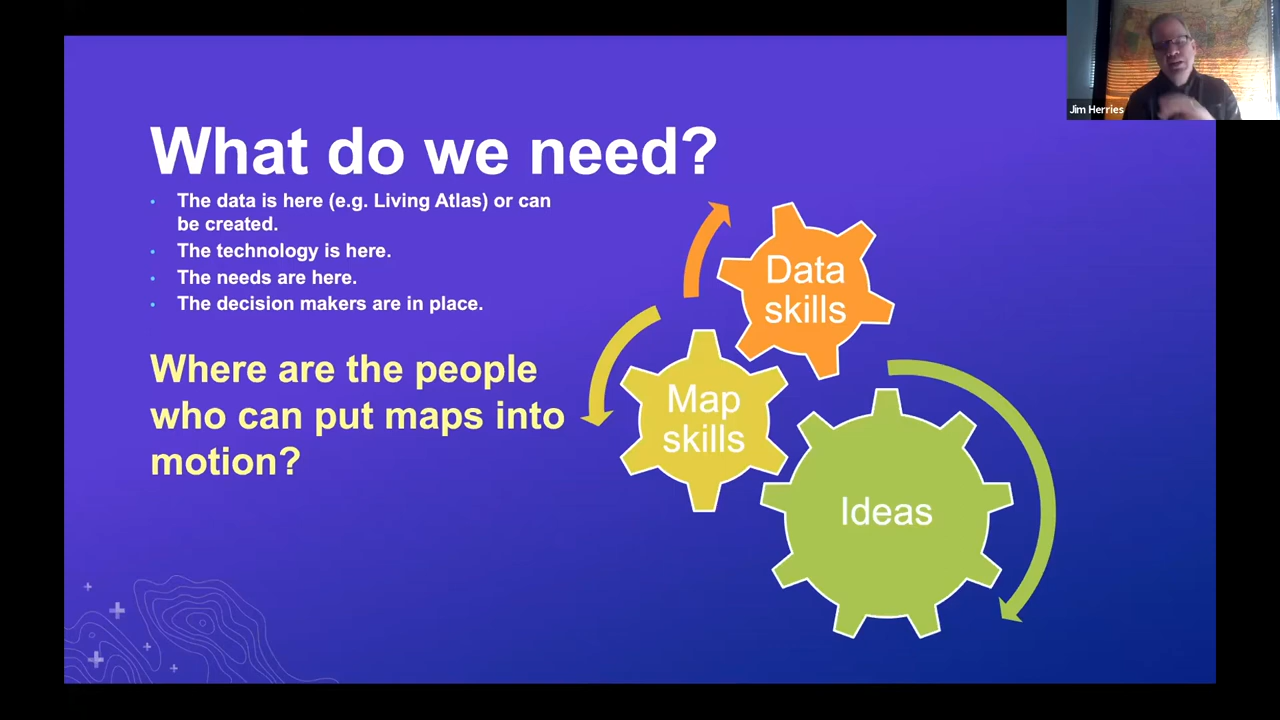 Jim Herries
What do we need?
• The data is here (e.g. Living Atlas) or can
be created.
• The technology is here.
• The needs are here.
• The decision makers are in place.
Where are the people
who can put maps into
motion?
Data
skills
Map
skills
Ideas